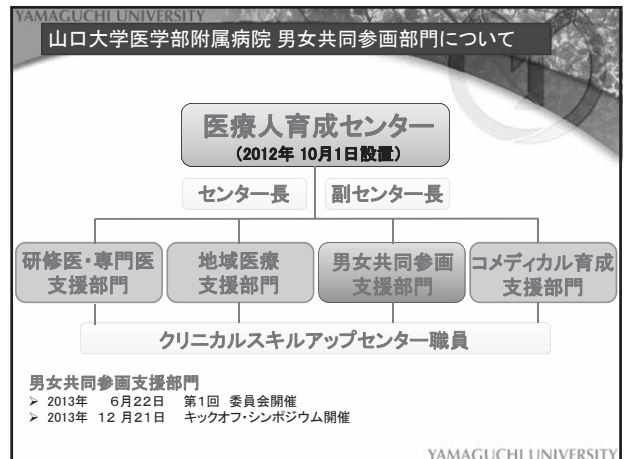 YAMAGUCHI UNIVERSITY
山口大学医学部附属病院 男女共同参画部門について
医療人育成センター
(2012年 10月1日設置)
センター長
副センター長
研修医・専門医
支援部門
地域医療
支援部門
男女共同参画
支援部門
コメディカル育成
支援部門
クリニカルスキルアップセンター職員
男女共同参画支援部門
➢ 2013年 6月22日 第1回 委員会開催
➢ 2013年 12月21日 キックオフ・シンポジウム開催
YAMAGUCHI UNIVERSITY